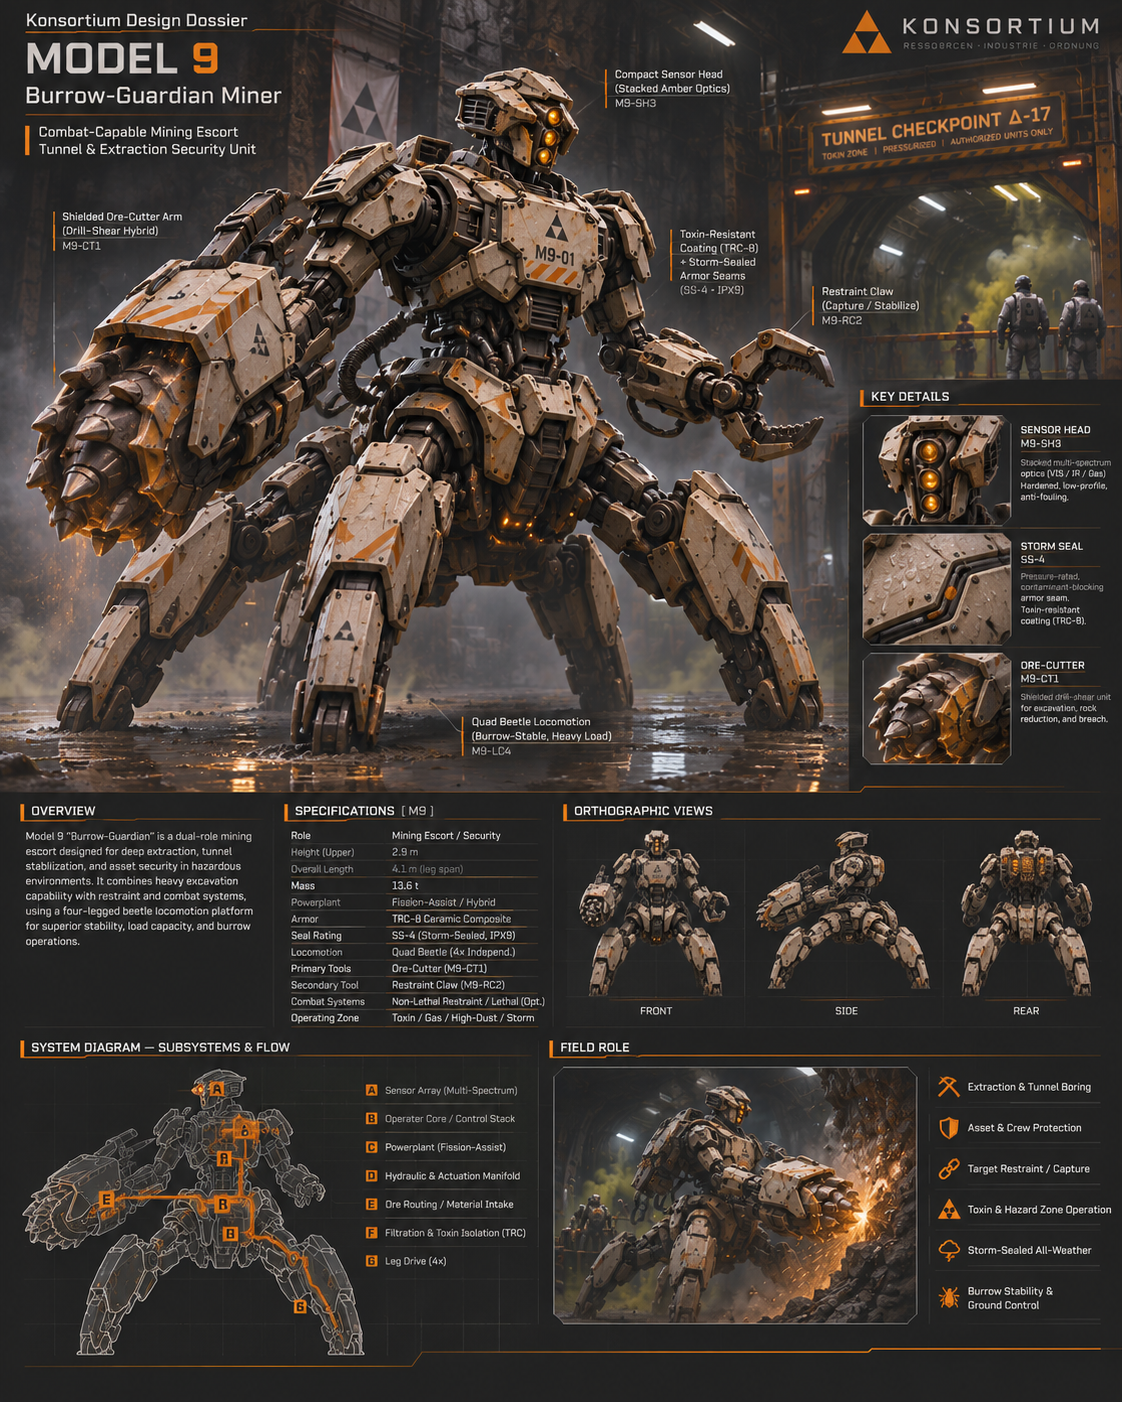 Konsortium Design Dossier
MODEL 9
Burrow-Guardian Miner
Combat-Capable Mining Escort
Tunnel & Extraction Security Unit
KONSORTIUM
RESSOBRCEN · INDUSTRIE · ORDNUNG
Compact Sensor Head
(Stacked Amber Optics)
M9-SH3
TUNNEL CHECKPOINT Δ-17
TOXIN ZONE | PRESSURIZED | AUTHORIZED UNITS ONLY
Shielded Ore-Cutter Arm
(Drill-Shear Hybrid)
M9-CT1
M9-01
Toxin-Resistant
Coating (TRC-8)
+ Storm-Sealed
Armor Seams
(SS-4 - IPX9)
Restraint Claw
(Capture / Stabilize)
M9-RC2
Quad Beetle Locomotion
(Burrow-Stable, Heavy Load)
M9-LC4
KEY DETAILS
SENSOR HEAD
M9-SH3
Stacked multi-spectrum
optics (VIS / IR / Gas)
Hardened, low-profile,
anti-fouling.
STORM SEAL
SS-4
Pressure-rated,
contaminant-blocking
armor seam.
Toxin-resistant
coating (TRC-8).
ORE-CUTTER
M9-CT1
Shielded drill-shear unit
for excavation, rock
reduction, and breach.
OVERVIEW
Model 9 “Burrow-Guardian” is a dual-role mining
escort designed for deep extraction, tunnel
stablIization, and asset security in hazardous
environments. It combines heavy excavation
capability with restraint and combat systems,
using a four-legged beetle locomotion platform
for superior stability, load capacity, and burrow
operations.
SPECIFICATIONS [ M9 ]
Role Mining Escort / Security
Height (Upper) 2.9 m
Overall Length 4.1 m (leg span)
Mass 13.6 t
Powerplant Fission-Assist / Hybrid
Armor TRC-8 Ceramic Composite
Seal Rating SS-4 (Storm-Sealed, IPX9)
Locomotion Quad Beetle (4x Independ.)
Primary Tools Ore-Cutter (M9-CT1)
Secondary Tool Restraint Claw (M9-RC2)
Combat Systems Non-Lethal Restraint / Lethal (Opt.)
Operating Zone Toxin / Gas / High-Dust / Storm
ORTHOGRAPHIC VIEWS
FRONT
SIDE
REAR
SYSTEM DIAGRAM — SUBSYSTEMS & FLOW
A
A
E
R
B
G
A Sensor Array (Multi-Spectrum)
B Operater Core / Control Stack
C Powerplant (Fission-Assist)
D Hydraulic & Actuation Manifold
E Ore Routing / Material Intake
F Filtration & Toxin Isolation (TRC)
G Leg Drive (4x)
FIELD ROLE
Extraction & Tunnel Boring
Asset & Crew Protection
Target Restraint / Capture
Toxin & Hazard Zone Operation
Storm-Sealed All-Weather
Burrow Stability &
Ground Control